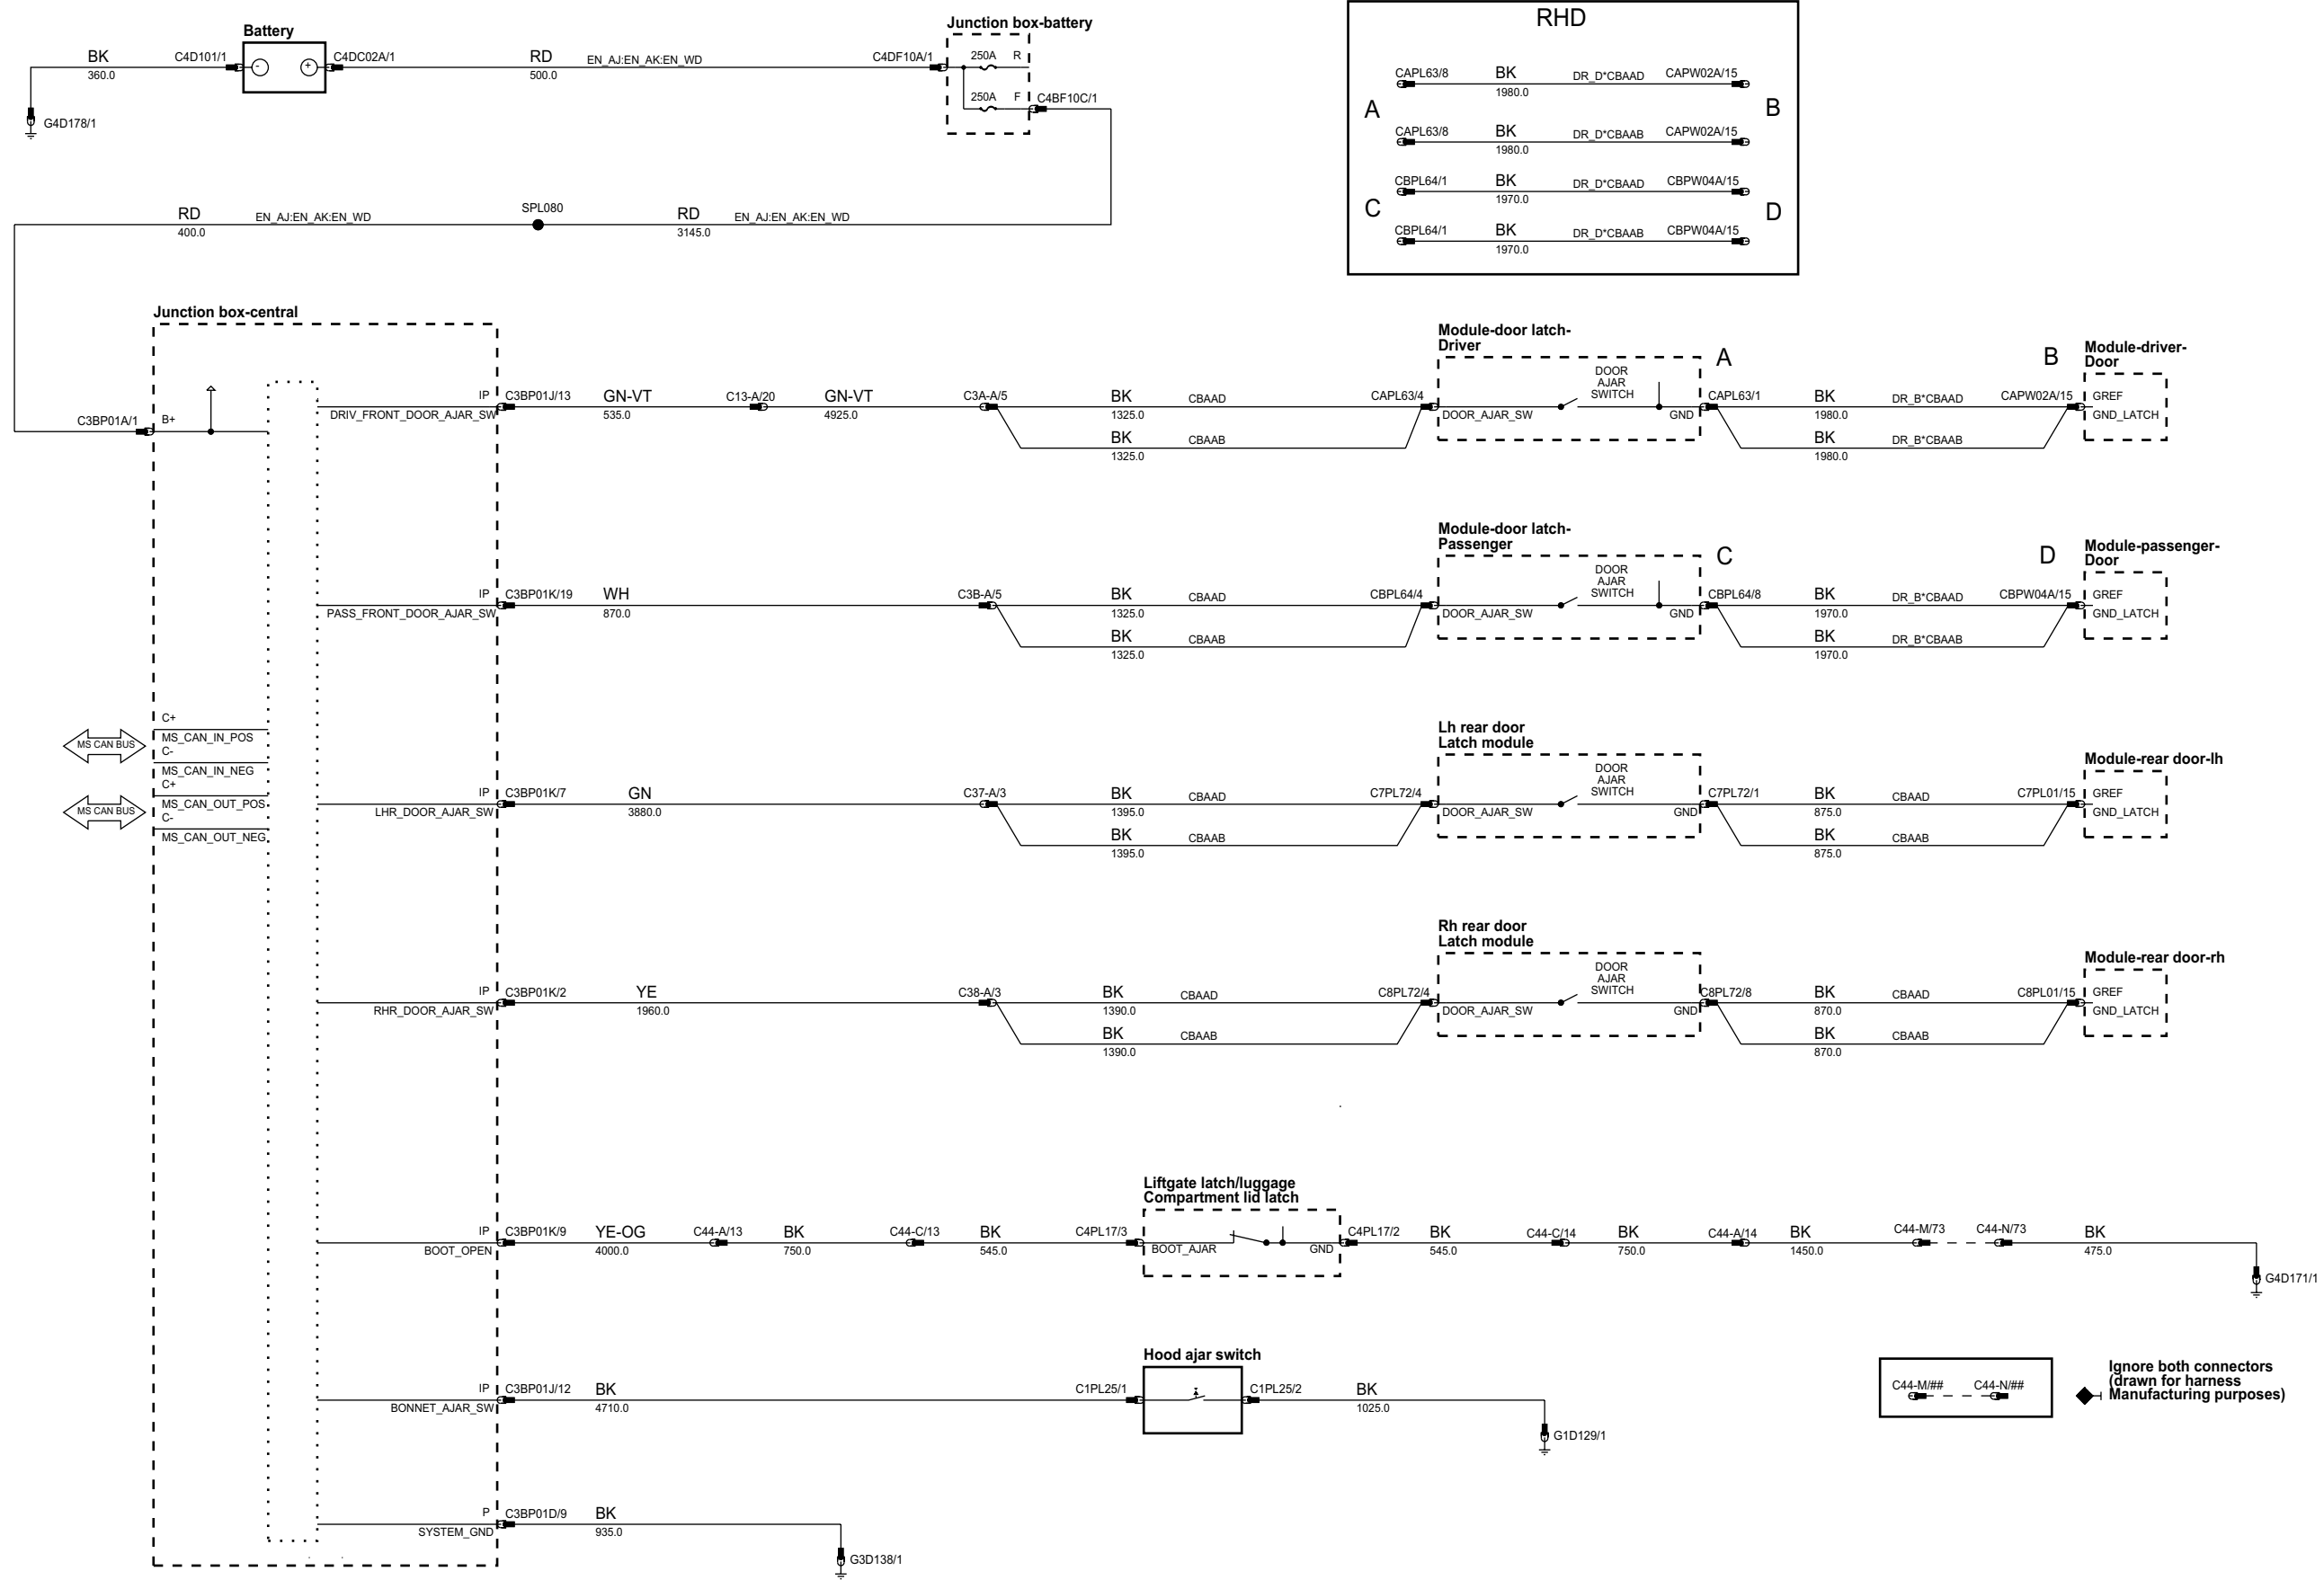 Battery
BK
360.0
C4D101/1
-
+
C4DC02A/1
RD
500.0
EN_AJ:EN_AK:EN_WD
C4DF10A/1
Junction box-battery
250A R
250A F
C4BF10C/1
G4D178/1
RD
400.0
EN_AJ:EN_AK:EN_WD
SPL080
RD
3145.0
EN_AJ:EN_AK:EN_WD
RHD
A
B
CAPL63/8 BK DR_D*CBAAD CAPW02A/15
1980.0
CAPL63/8 BK DR_D*CBAAB CAPW02A/15
1980.0
C
D
CBPL64/1 BK DR_D*CBAAD CBPW04A/15
1970.0
CBPL64/1 BK DR_D*CBAAB CBPW04A/15
1970.0
Junction box-central
C3BP01A/1
B+
MS CAN BUS
C+
MS_CAN_IN_POS
C-
MS_CAN_IN_NEG
MS CAN BUS
C+
MS_CAN_OUT_POS
C-
MS_CAN_OUT_NEG
IP
DRIV_FRONT_DOOR_AJAR_SW
C3BP01J/13
GN-VT
535.0
C13-A/20
GN-VT
4925.0
C3A-A/5
BK CBAAD
1325.0
BK CBAAB
1325.0
CAPL63/4
Module-door latch-
Driver
DOOR
AJAR
SWITCH
DOOR_AJAR_SW
GND
A
CAPL63/1
BK DR_B*CBAAD
1980.0
BK DR_B*CBAAB
1980.0
B
CAPW02A/15
Module-driver-
Door
GREF
GND_LATCH
IP
PASS_FRONT_DOOR_AJAR_SW
C3BP01K/19
WH
870.0
C3B-A/5
BK CBAAD
1325.0
BK CBAAB
1325.0
CBPL64/4
Module-door latch-
Passenger
DOOR
AJAR
SWITCH
DOOR_AJAR_SW
GND
C
CBPL64/8
BK DR_B*CBAAD
1970.0
BK DR_B*CBAAB
1970.0
D
CBPW04A/15
Module-passenger-
Door
GREF
GND_LATCH
IP
LHR_DOOR_AJAR_SW
C3BP01K/7
GN
3880.0
C37-A/3
BK CBAAD
1395.0
BK CBAAB
1395.0
C7PL72/4
Lh rear door
Latch module
DOOR
AJAR
SWITCH
DOOR_AJAR_SW
GND
C7PL72/1
BK CBAAD
875.0
BK CBAAB
875.0
C7PL01/15
Module-rear door-lh
GREF
GND_LATCH
IP
RHR_DOOR_AJAR_SW
C3BP01K/2
YE
1960.0
C38-A/3
BK CBAAD
1390.0
BK CBAAB
1390.0
C8PL72/4
Rh rear door
Latch module
DOOR
AJAR
SWITCH
DOOR_AJAR_SW
GND
C8PL72/8
BK CBAAD
870.0
BK CBAAB
870.0
C8PL01/15
Module-rear door-rh
GREF
GND_LATCH
IP
BOOT_OPEN
C3BP01K/9
YE-OG
4000.0
C44-A/13
BK
750.0
C44-C/13
BK
545.0
C4PL17/3
Liftgate latch/luggage
Compartment lid latch
BOOT_AJAR
GND
C4PL17/2
BK
545.0
C44-C/14
BK
750.0
C44-A/14
BK
1450.0
C44-M/73
C44-N/73
BK
475.0
G4D171/1
IP
BONNET_AJAR_SW
C3BP01J/12
BK
4710.0
C1PL25/1
Hood ajar switch
C1PL25/2
BK
1025.0
G1D129/1
C44-M/## C44-N/##
Ignore both connectors
(drawn for harness
Manufacturing purposes)
P
SYSTEM_GND
C3BP01D/9
BK
935.0
G3D138/1